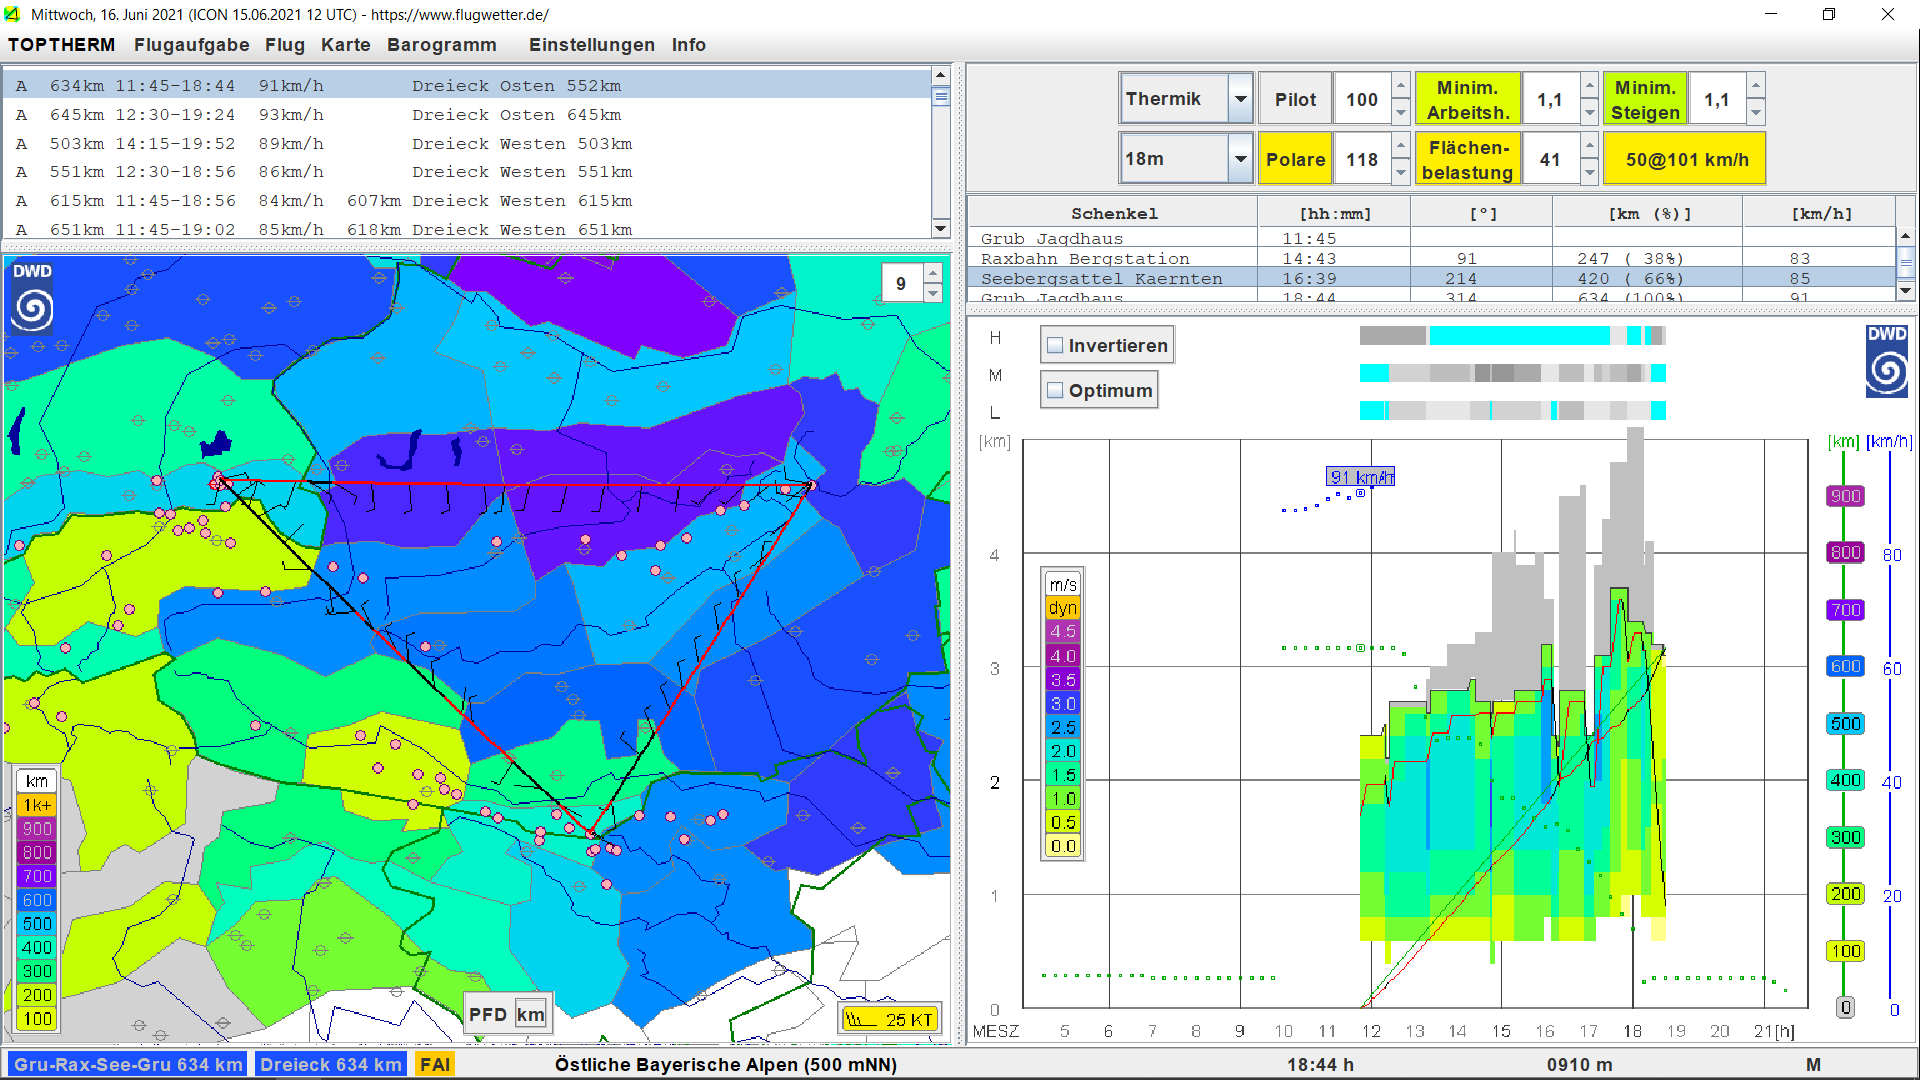 Mittwoch, 16. Juni 2021 (ICON 15.06.2021 12 UTC) - https://www.flugwetter.de/
TOPTHERM Flugaufgabe Flug Karte Barogramm Einstellungen Info
A 634km 11:45-18:44 91km/h Dreieck Osten 552km
A 645km 12:30-19:24 93km/h Dreieck Osten 645km
A 503km 14:15-19:52 89km/h Dreieck Westen 503km
A 551km 12:30-18:56 86km/h Dreieck Westen 551km
A 615km 11:45-18:56 84km/h 607km Dreieck Westen 615km
A 651km 11:45-19:02 85km/h 618km Dreieck Westen 651km
Thermik Pilot 100 Minim. Arbeitsh. 1,1 Minim. Steigen 1,1
18m Polare 118 Flächen-belastung 41 50@101 km/h
Schenkel [hh:mm] [°] [km (%)] [km/h]
Grub Jagdhaus 11:45
Raxbahn Bergstation 14:43 91 247 ( 38%) 83
Seebergsattel Kaernten 16:39 214 420 ( 66%) 85
Grub Jagdhaus 18:44 314 634 (100%) 91
DWD
9
km
1k+
900
800
700
600
500
400
300
200
100
PFD km
25 KT
H
M
L
Invertieren
Optimum
DWD
[km]
[km] [km/h]
91 km/h
4
3
2
1
0
m/s
dyn
4.5
4.0
3.5
3.0
2.5
2.0
1.5
1.0
0.5
0.0
900
800
700
600
500
400
300
200
100
0
80
60
40
20
0
MESZ 5 6 7 8 9 10 11 12 13 14 15 16 17 18 19 20 21[h]
Gru-Rax-See-Gru 634 km Dreieck 634 km FAI Östliche Bayerische Alpen (500 mNN) 18:44 h 0910 m M